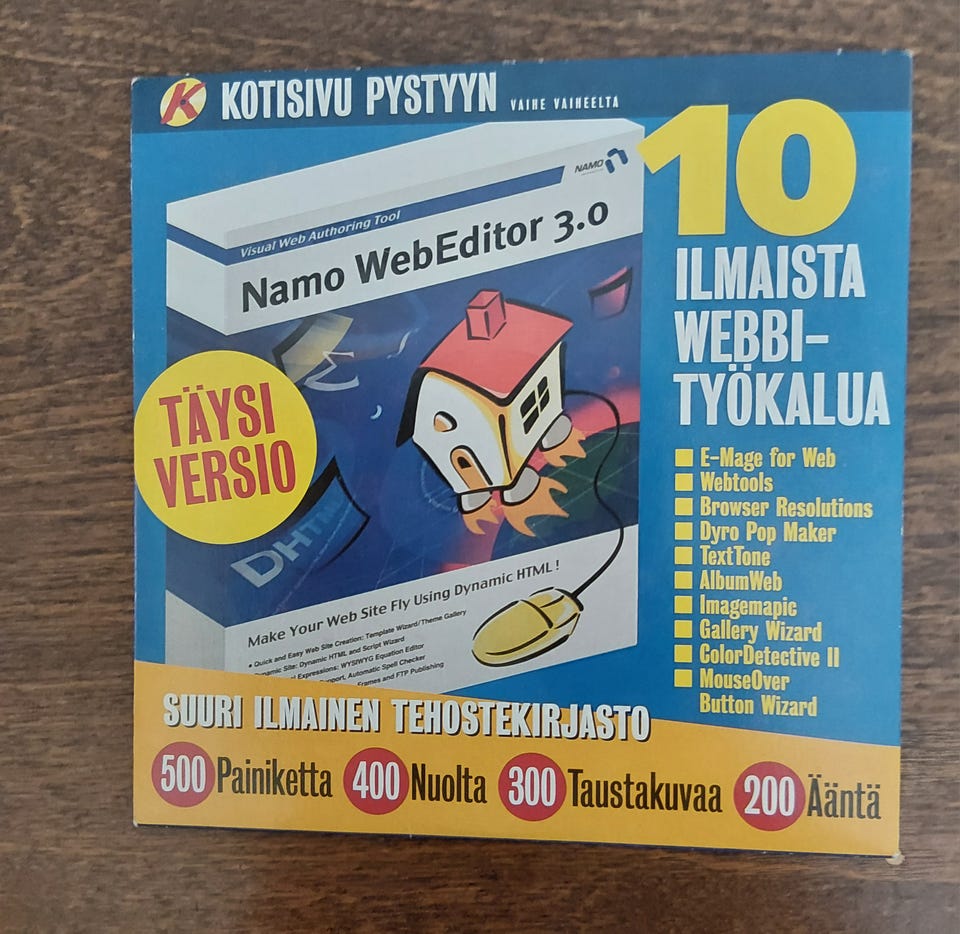 K KOTISIVU PYSTYYN VAIHE VAIHEELTA
10
ILMAISTA
WEBBI-
TYÖKALUA
E-Mage for Web
Webtools
Browser Resolutions
Dyro Pop Maker
TextTone
AlbumWeb
Imagemapic
Gallery Wizard
ColorDetective II
MouseOver
Button Wizard
NAMO
Visual Web Authoring Tool
Namo WebEditor 3.0
TÄYSI
VERSIO
DHTML
Make Your Web Site Fly Using Dynamic HTML!
• Quick and Easy Web Site Creation: Template Wizard/Theme Gallery
Site: Dynamic HTML and Script Wizard
Expressions: WYSIWYG Equation Editor
Automatic Spell Checker
Frames and FTP Publishing
SUURI ILMAINEN TEHOSTEKIRJASTO
500 Painiketta 400 Nuolta 300 Taustakuvaa 200 Ääntä